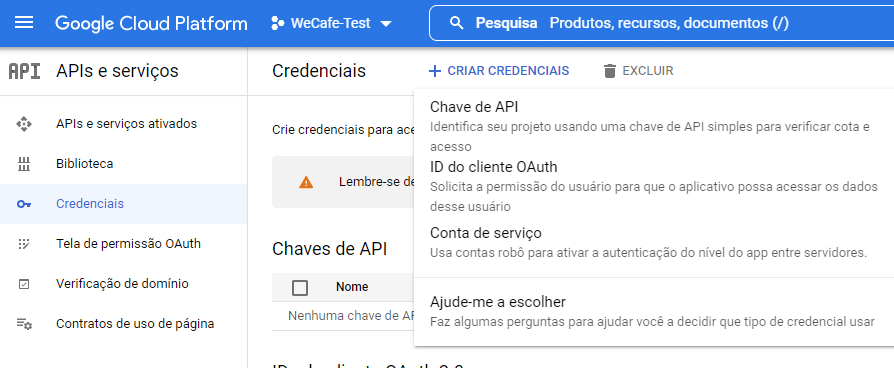 Google Cloud Platform
WeCafe-Test
Pesquisa Produtos, recursos, documentos (/)
API
APIs e serviços
Credenciais
+ CRIAR CREDENCIAIS
EXCLUIR
APIs e serviços ativados
Biblioteca
Credenciais
Tela de permissão OAuth
Verificação de domínio
Contratos de uso de página
Crie credenciais para ace
Lembre-se de
Chaves de API
Nome
Nenhuma chave de AP
Chave de API
Identifica seu projeto usando uma chave de API simples para verificar cota e
acesso
ID do cliente OAuth
Solicita a permissão do usuário para que o aplicativo possa acessar os dados
desse usuário
Conta de serviço
Usa contas robô para ativar a autenticação do nível do app entre servidores.
Ajude-me a escolher
Faz algumas perguntas para ajudar você a decidir que tipo de credencial usar